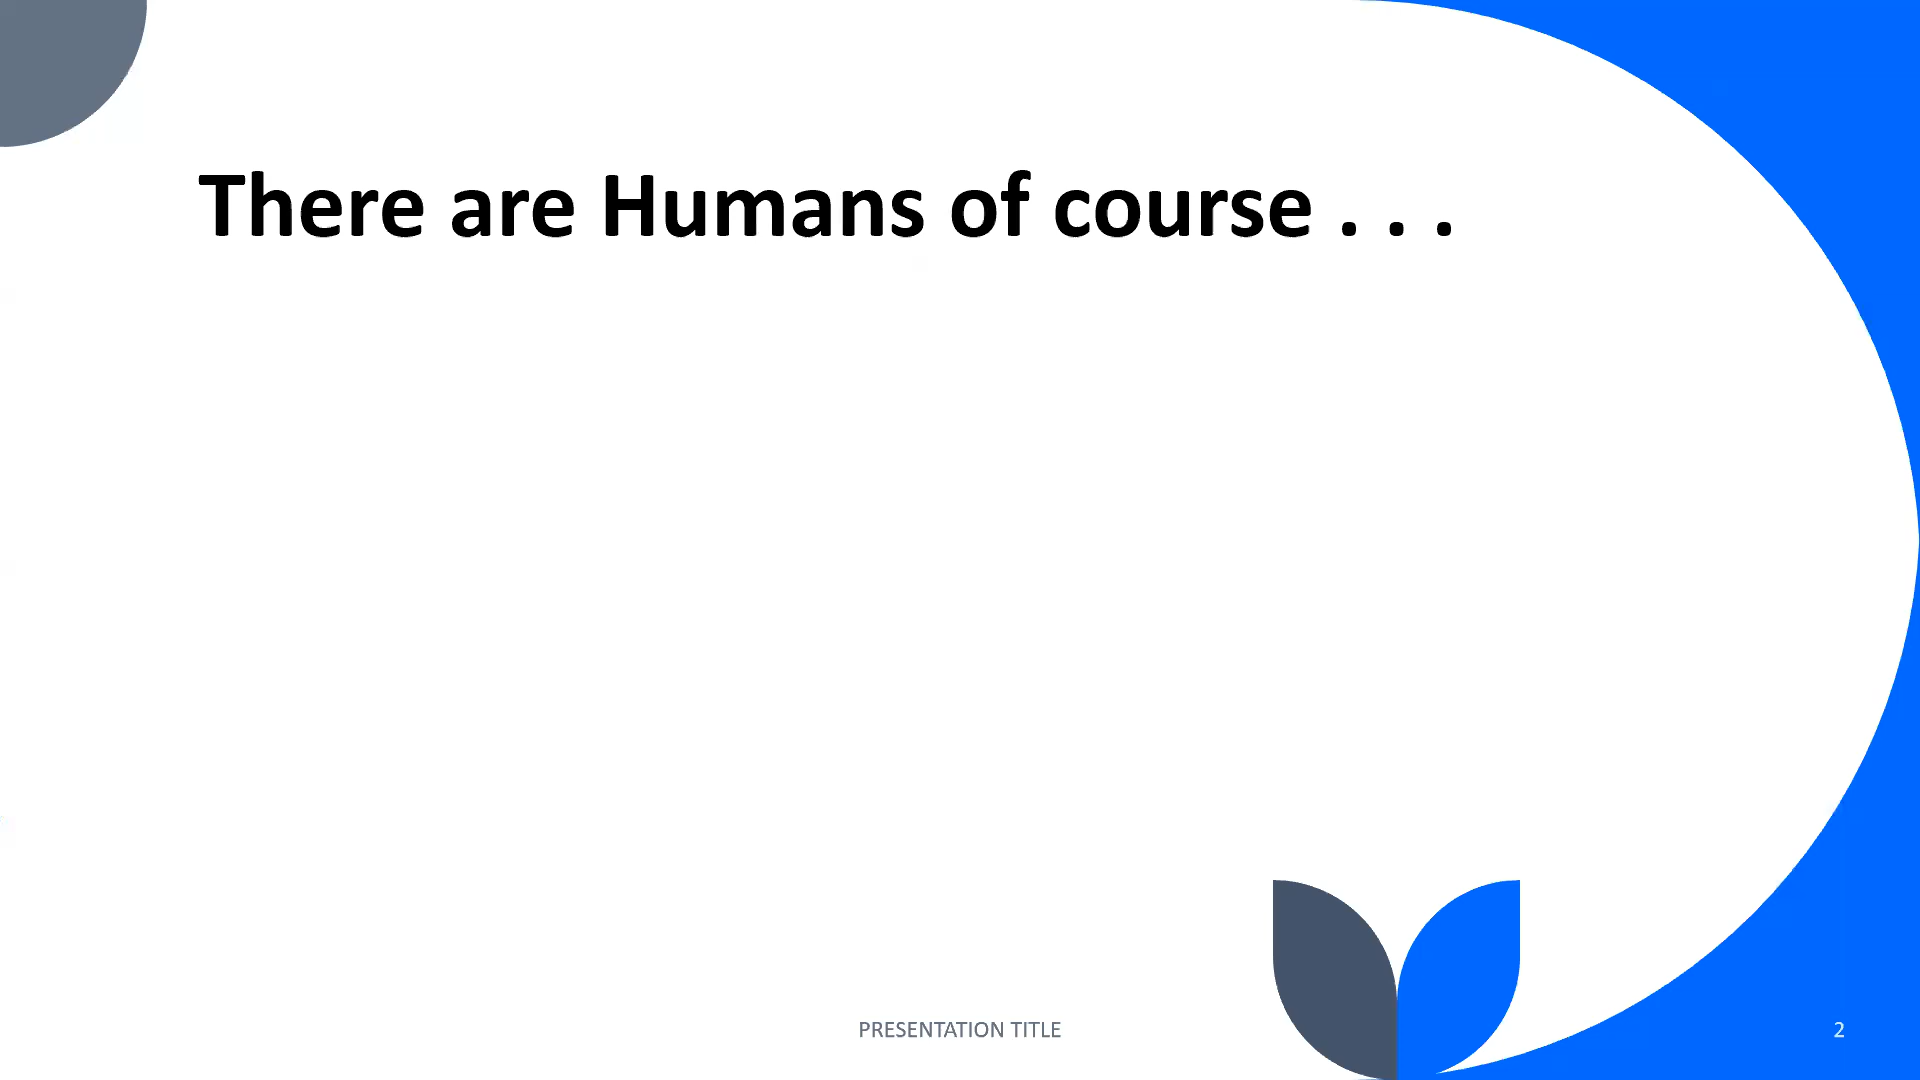 There are Humans of course . . .
PRESENTATION TITLE
2